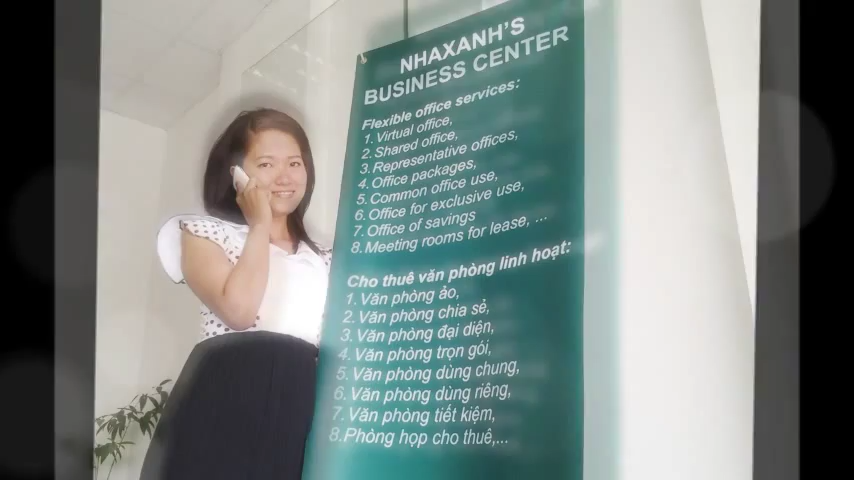 NHAXANH'S
BUSINESS CENTER
Flexible office services:
1. Virtual office,
2. Shared office,
3. Representative offices,
4. Office packages,
5. Common office use,
6. Office for exclusive use,
7. Office of savings
8. Meeting rooms for lease, ...
Cho thuê văn phòng linh hoạt:
1. Văn phòng ảo,
2. Văn phòng chia sẻ,
3. Văn phòng đại diện,
4. Văn phòng trọn gói,
5. Văn phòng dùng chung,
6. Văn phòng dùng riêng,
7. Văn phòng tiết kiệm,
8. Phòng họp cho thuê,...